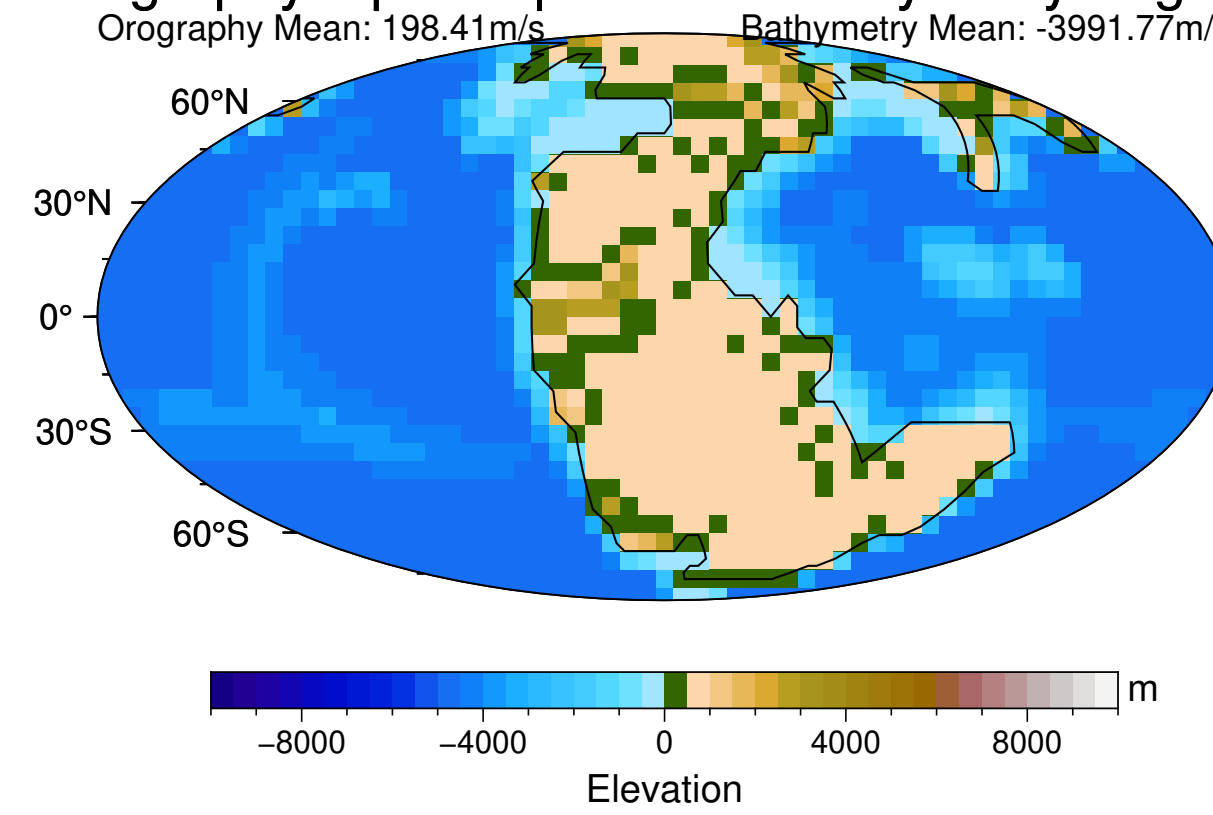 Orography Mean: 198.41m/s Bathymetry Mean: -3991.77m/
60°N
30°N
0°
30°S
60°S
m
−8000 −4000 0 4000 8000
Elevation